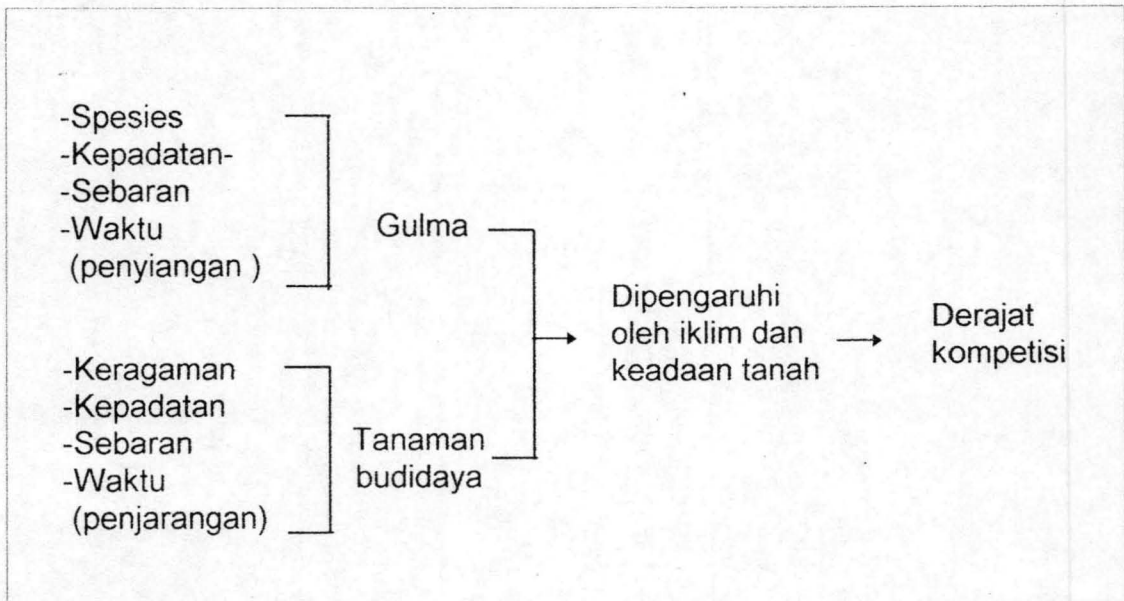 -Spesies
-Kepadatan-
-Sebaran
-Waktu
(penyiangan )
Gulma
-Keragaman
-Kepadatan
-Sebaran
-Waktu
(penjarangan)
Tanaman
budidaya
Dipengaruhi
oleh iklim dan
keadaan tanah
Derajat
kompetisi